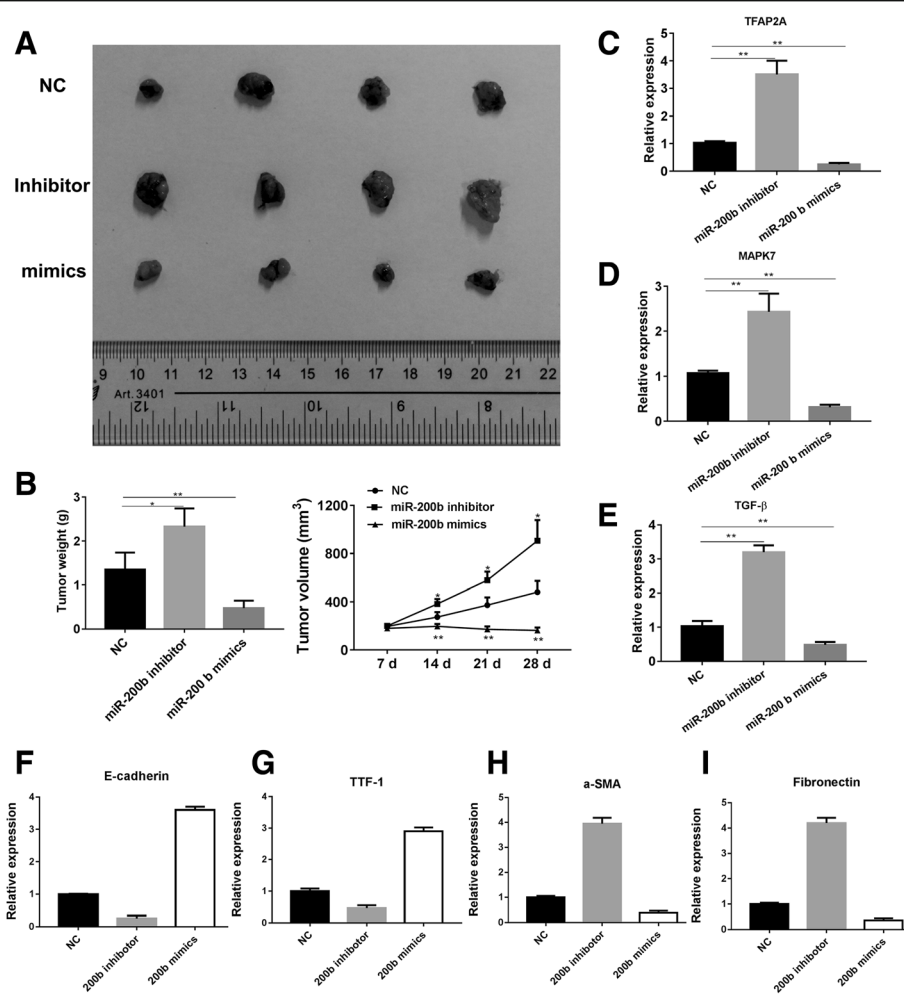 A
NC
Inhibitor
mimics
9 10 11 12 13 14 15 16 17 18 19 20 21 22
Art.3401
12 11 10 9 8
B
Tumor weight (g)
3
2
1
0
**
*
NC
miR-200b inhibitor
miR-200 b mimics
NC
miR-200b inhibitor
miR-200b mimics
Tumor volume (mm3)
1200
800
400
0
* * *
** ** **
7 d 14 d 21 d 28 d
C
TFAP2A
Relative expression
5
4
3
2
1
0
**
**
NC
miR-200b inhibitor
miR-200 b mimics
D
MAPK7
Relative expression
3
2
1
0
**
**
NC
miR-200b inhibitor
miR-200 b mimics
E
TGF-β
Relative expression
4
3
2
1
0
**
**
NC
miR-200b inhibitor
miR-200 b mimics
F
E-cadherin
Relative expression
4
3
2
1
0
NC
200b inhibotor
200b mimics
G
TTF-1
Relative expression
4
3
2
1
0
NC
200b inhibotor
200b mimics
H
a-SMA
Relative expression
5
4
3
2
1
0
NC
200b inhibotor
200b mimics
I
Fibronectin
Relative expression
5
4
3
2
1
0
NC
200b inhibotor
200b mimics